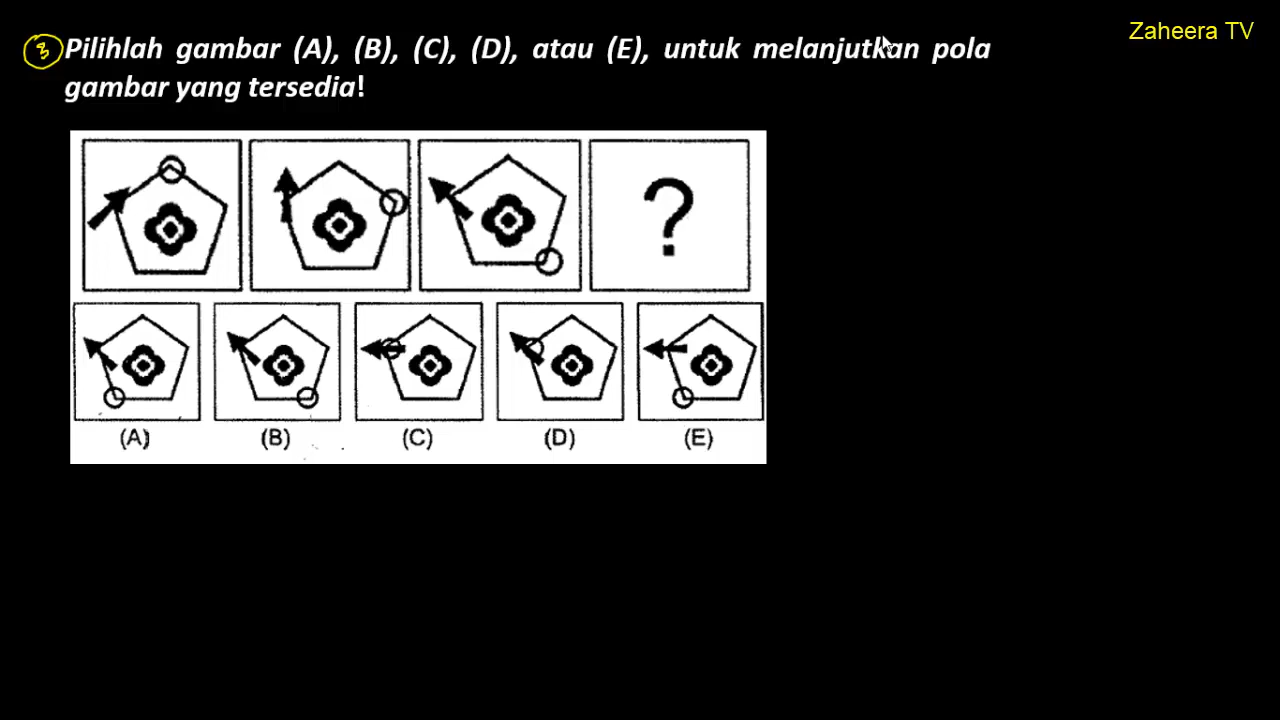 Zaheera TV
3 Pilihlah gambar (A), (B), (C), (D), atau (E), untuk melanjutkan pola
gambar yang tersedia!
?
(A) (B) (C) (D) (E)